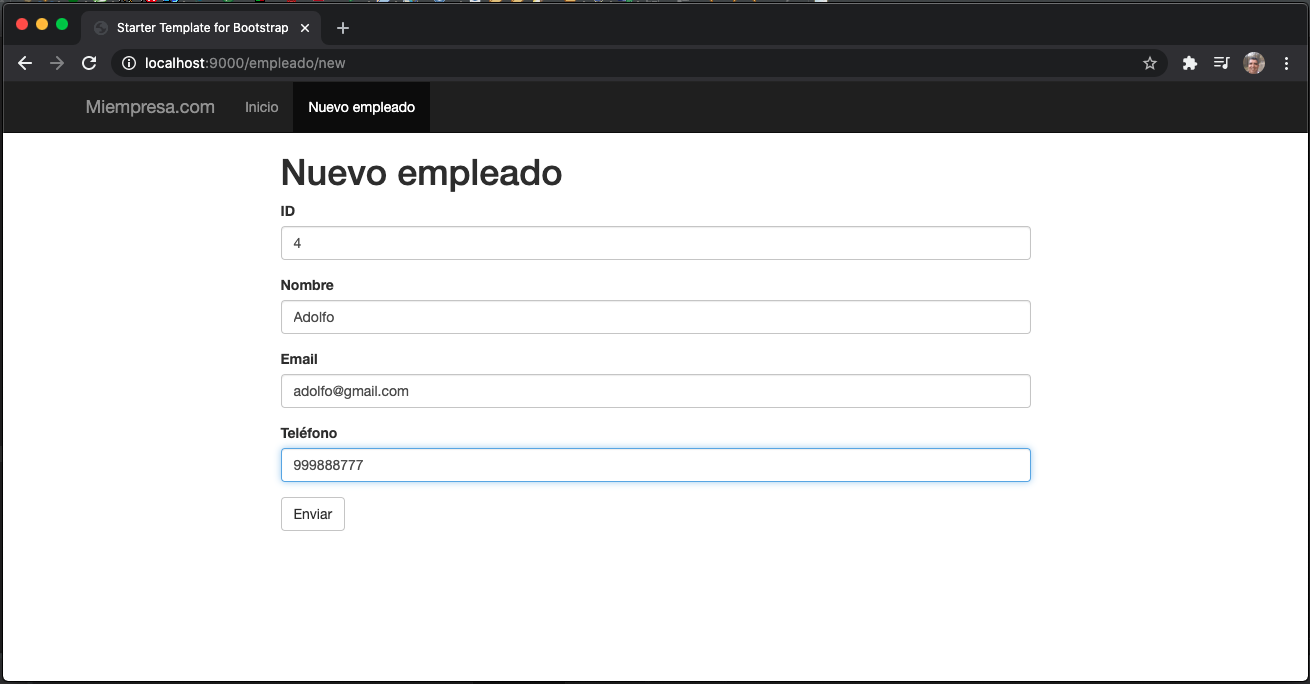 Starter Template for Bootstrap
localhost:9000/empleado/new
Miempresa.com Inicio Nuevo empleado
Nuevo empleado
ID
4
Nombre
Adolfo
Email
adolfo@gmail.com
Teléfono
999888777
Enviar